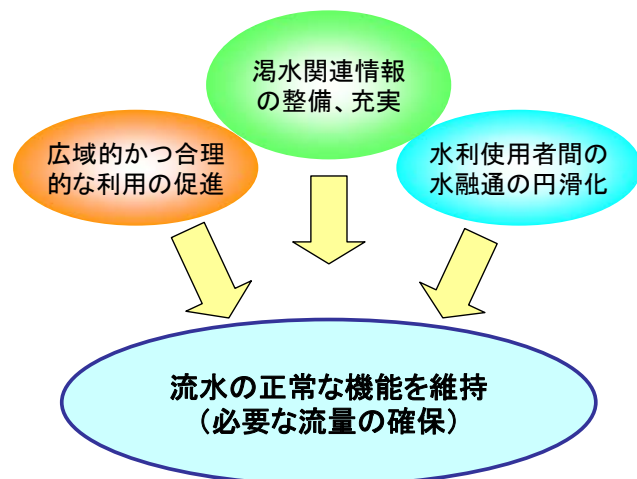 渇水関連情報
の整備、充実
広域的かつ合理
的な利用の促進
水利使用者間の
水融通の円滑化
流水の正常な機能を維持
（必要な流量の確保）